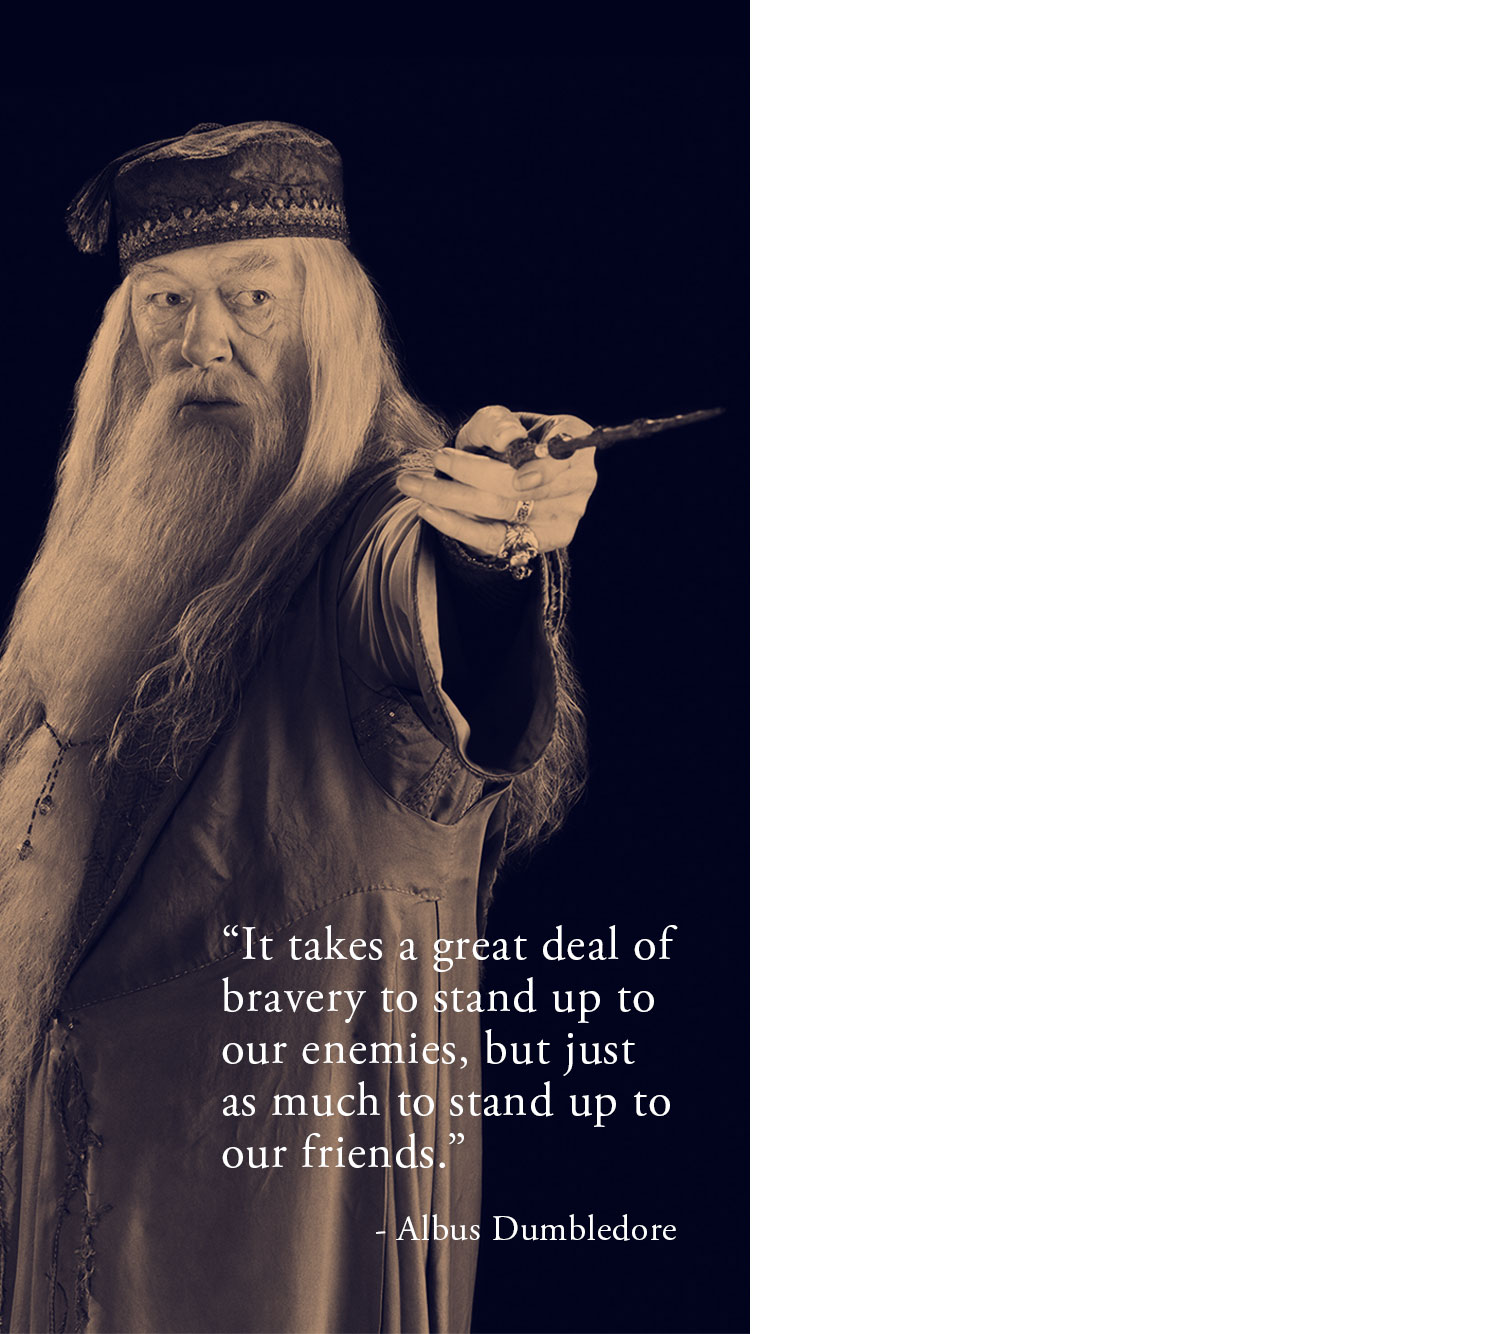 “It takes a great deal of
bravery to stand up to
our enemies, but just
as much to stand up to
our friends.”
- Albus Dumbledore